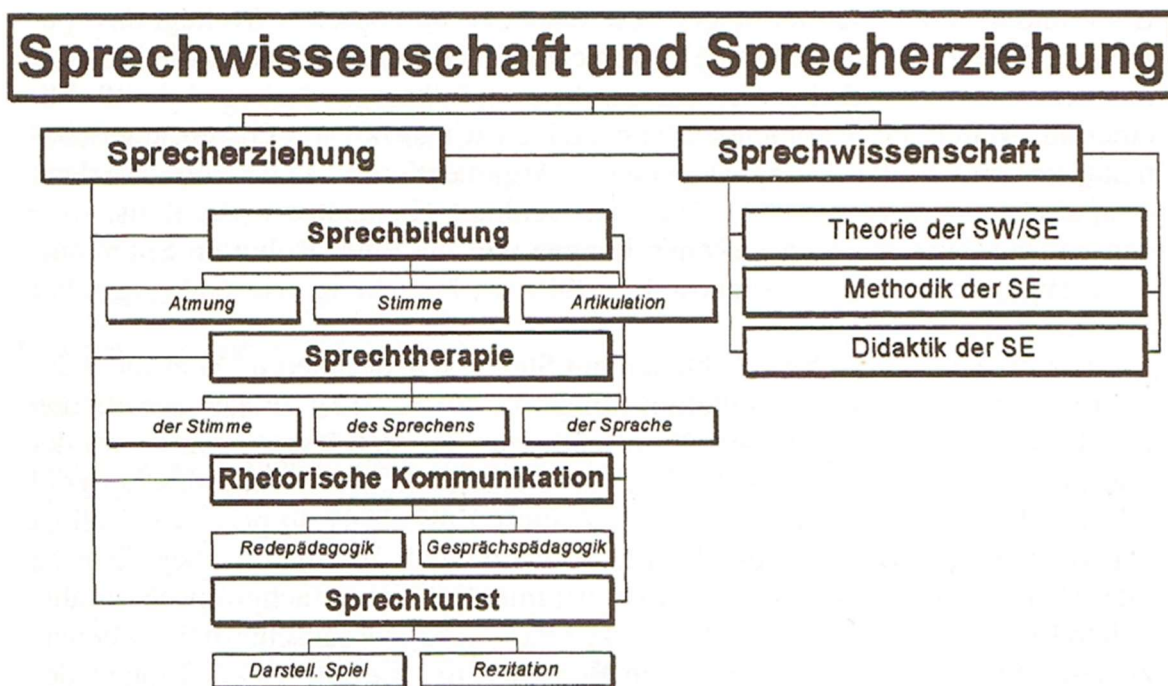 Sprechwissenschaft und Sprecherziehung
Sprecherziehung
Sprechwissenschaft
Sprechbildung
Theorie der SW/SE
Atmung
Stimme
Artikulation
Methodik der SE
Sprechtherapie
Didaktik der SE
der Stimme
des Sprechens
der Sprache
Rhetorische Kommunikation
Redepädagogik
Gesprächspädagogik
Sprechkunst
Darstell. Spiel
Rezitation